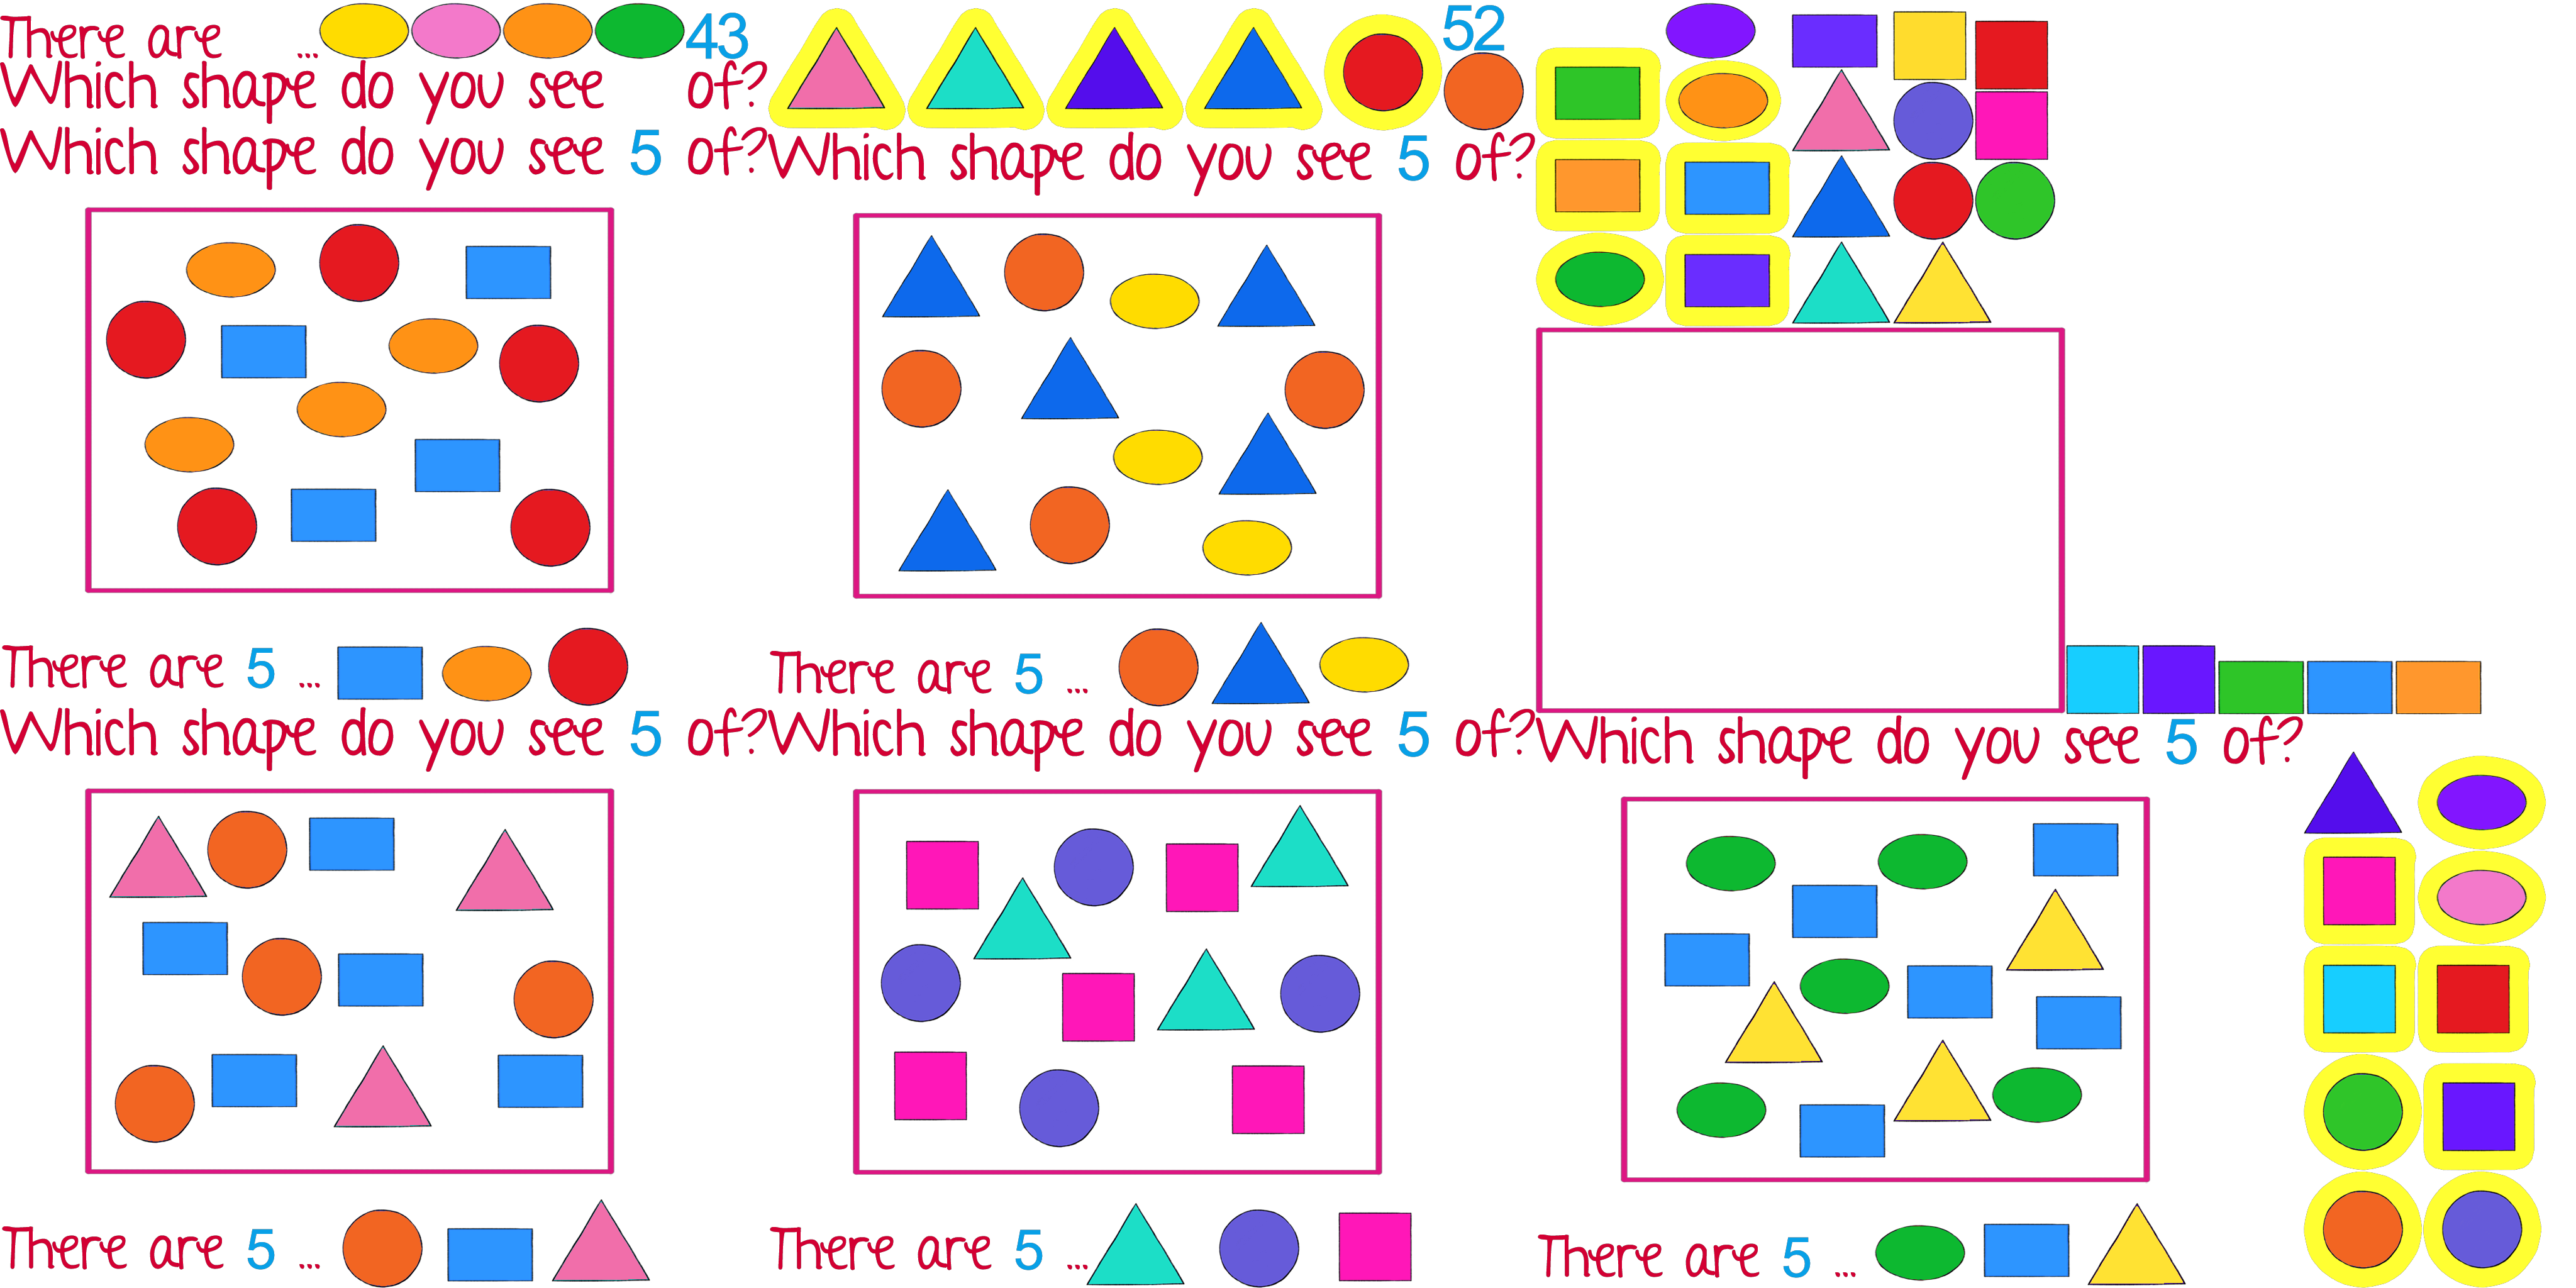 There are ... 43
Which shape do you see of? 52
Which shape do you see 5 of? Which shape do you see 5 of?
There are 5 ... There are 5 ...
Which shape do you see 5 of? Which shape do you see 5 of? Which shape do you see 5 of?
There are 5 ... There are 5 ... There are 5 ...